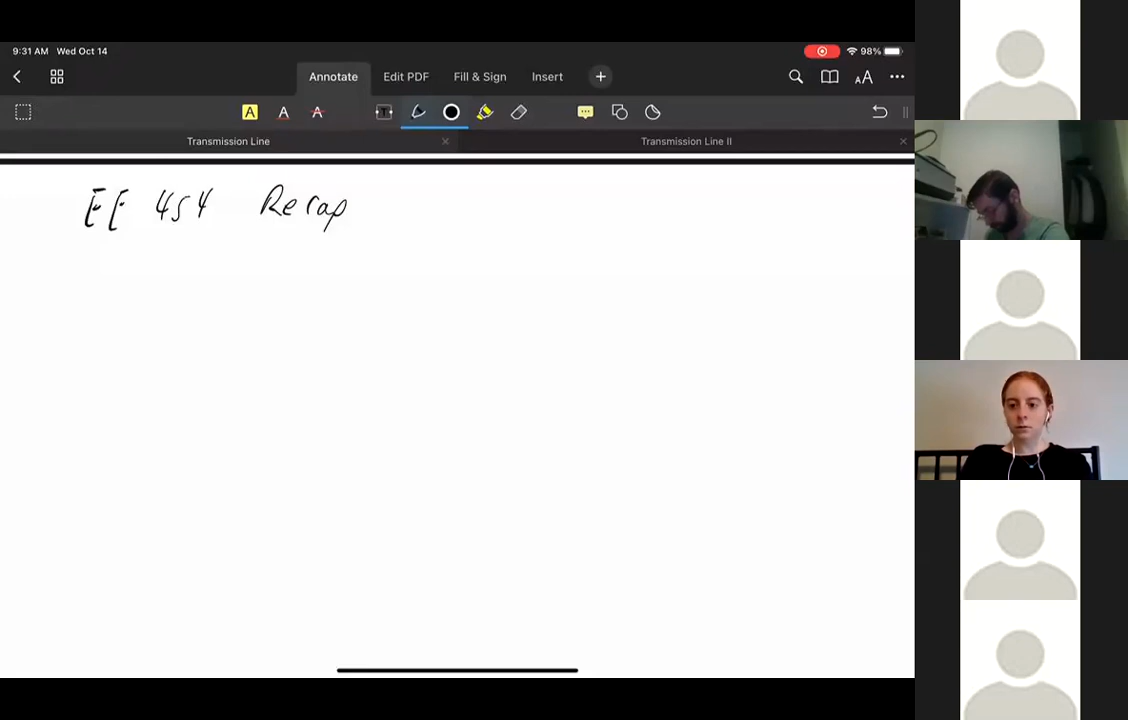 9:31 AM Wed Oct 14
98%
Annotate Edit PDF Fill & Sign Insert +
AA
A A A T
Transmission Line × Transmission Line II ×
EE 454 Recap